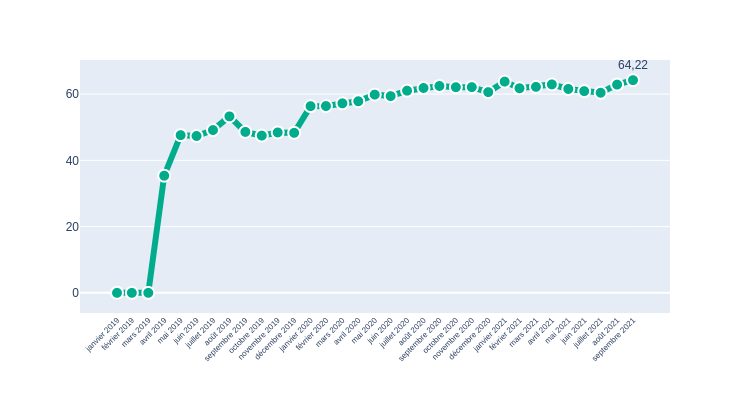 64,22
60
40
20
0
janvier 2019
février 2019
mars 2019
avril 2019
mai 2019
juin 2019
juillet 2019
août 2019
septembre 2019
octobre 2019
novembre 2019
décembre 2019
janvier 2020
février 2020
mars 2020
avril 2020
mai 2020
juin 2020
juillet 2020
août 2020
septembre 2020
octobre 2020
novembre 2020
décembre 2020
janvier 2021
février 2021
mars 2021
avril 2021
mai 2021
juin 2021
juillet 2021
août 2021
septembre 2021